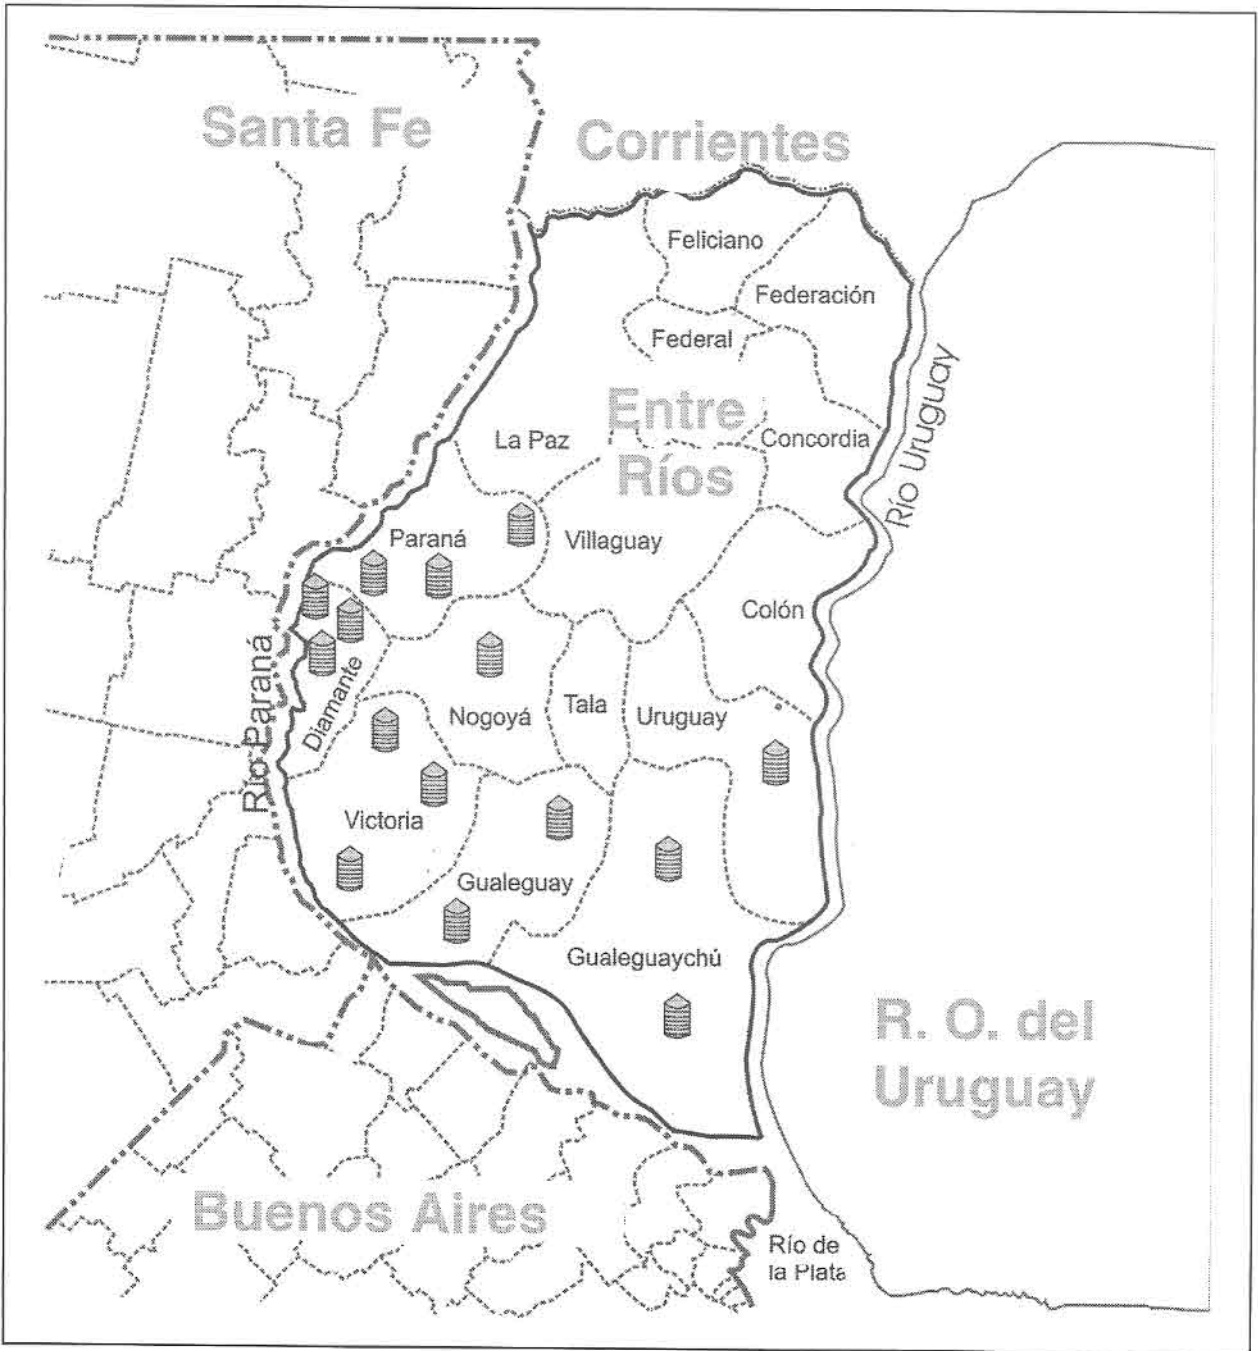 Santa Fe
Corrientes
Feliciano
Federación
Federal
Río Uruguay
Entre
Ríos
La Paz
Concordia
Paraná
Villaguay
Colón
Río Paraná
Diamante
Nogoyá
Tala
Uruguay
Victoria
Gualeguay
Gualeguaychú
R. O. del
Uruguay
Buenos Aires
Río de
la Plata